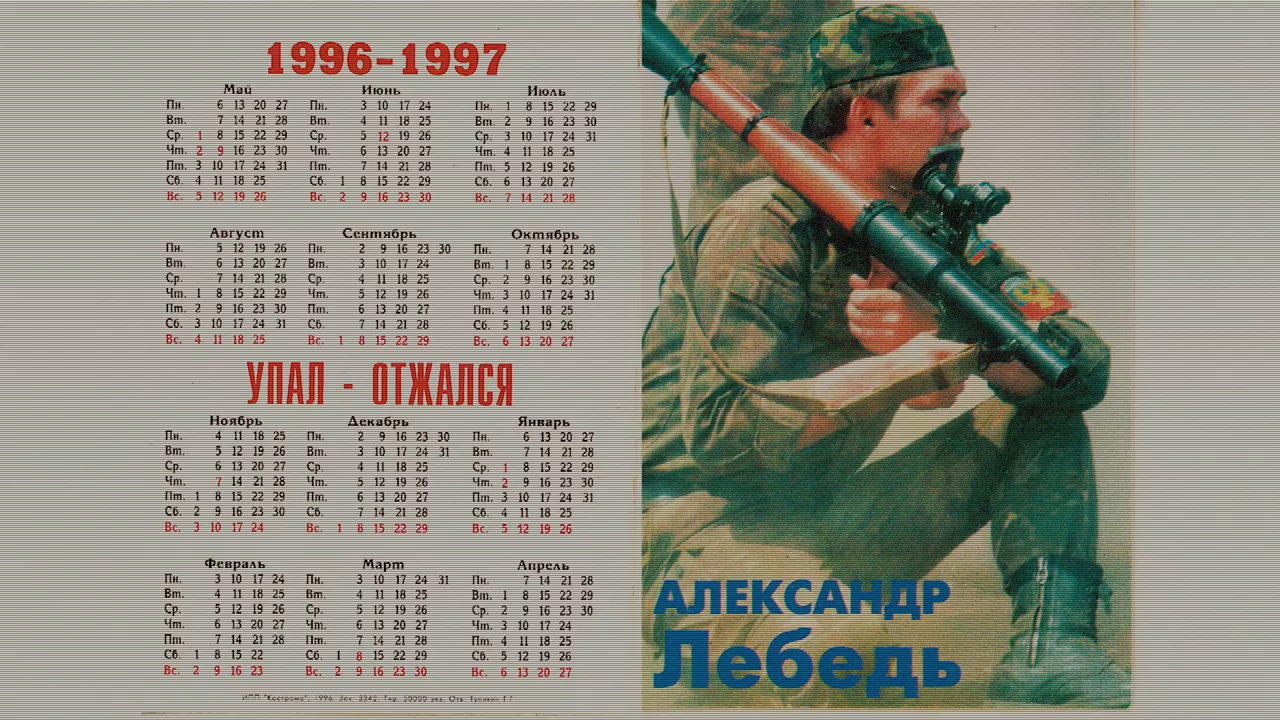 1996-1997
Май Июнь Июль
Пн. 6 13 20 27 Пн. 3 10 17 24 Пн. 1 8 15 22 29
Вт. 7 14 21 28 Вт. 4 11 18 25 Вт. 2 9 16 23 30
Ср. 1 8 15 22 29 Ср. 5 12 19 26 Ср. 3 10 17 24 31
Чт. 2 9 16 23 30 Чт. 6 13 20 27 Чт. 4 11 18 25
Пт. 3 10 17 24 31 Пт. 7 14 21 28 Пт. 5 12 19 26
Сб. 4 11 18 25 Сб. 1 8 15 22 29 Сб. 6 13 20 27
Вс. 5 12 19 26 Вс. 2 9 16 23 30 Вс. 7 14 21 28
Август Сентябрь Октябрь
Пн. 5 12 19 26 Пн. 2 9 16 23 30 Пн. 7 14 21 28
Вт. 6 13 20 27 Вт. 3 10 17 24 Вт. 1 8 15 22 29
Ср. 7 14 21 28 Ср. 4 11 18 25 Ср. 2 9 16 23 30
Чт. 1 8 15 22 29 Чт. 5 12 19 26 Чт. 3 10 17 24 31
Пт. 2 9 16 23 30 Пт. 6 13 20 27 Пт. 4 11 18 25
Сб. 3 10 17 24 31 Сб. 7 14 21 28 Сб. 5 12 19 26
Вс. 4 11 18 25 Вс. 1 8 15 22 29 Вс. 6 13 20 27
УПАЛ - ОТЖАЛСЯ
Ноябрь Декабрь Январь
Пн. 4 11 18 25 Пн. 2 9 16 23 30 Пн. 6 13 20 27
Вт. 5 12 19 26 Вт. 3 10 17 24 31 Вт. 7 14 21 28
Ср. 6 13 20 27 Ср. 4 11 18 25 Ср. 1 8 15 22 29
Чт. 7 14 21 28 Чт. 5 12 19 26 Чт. 2 9 16 23 30
Пт. 1 8 15 22 29 Пт. 6 13 20 27 Пт. 3 10 17 24 31
Сб. 2 9 16 23 30 Сб. 7 14 21 28 Сб. 4 11 18 25
Вс. 3 10 17 24 Вс. 1 8 15 22 29 Вс. 5 12 19 26
Февраль Март Апрель
Пн. 3 10 17 24 Пн. 3 10 17 24 31 Пн. 7 14 21 28
Вт. 4 11 18 25 Вт. 4 11 18 25 Вт. 1 8 15 22 29
Ср. 5 12 19 26 Ср. 5 12 19 26 Ср. 2 9 16 23 30
Чт. 6 13 20 27 Чт. 6 13 20 27 Чт. 3 10 17 24
Пт. 7 14 21 28 Пт. 7 14 21 28 Пт. 4 11 18 25
Сб. 1 8 15 22 Сб. 1 8 15 22 29 Сб. 5 12 19 26
Вс. 2 9 16 23 Вс. 2 9 16 23 30 Вс. 6 13 20 27
ИПП "Кострома", 1996. Зак. 3342. Тир. 50000 экз. Отв. Тупикин Г.Г.
АЛЕКСАНДР
Лебедь